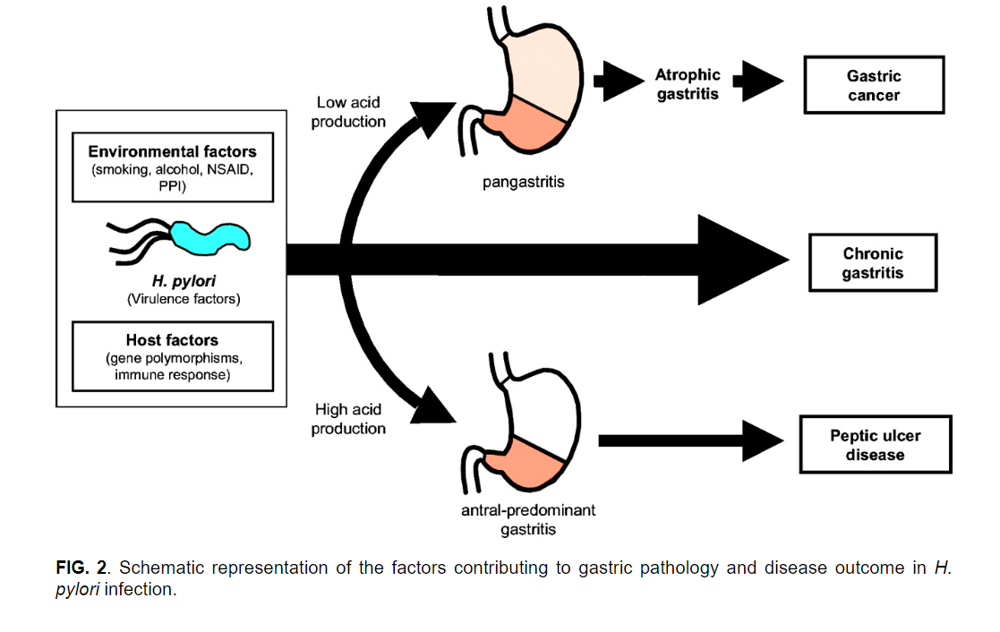 Environmental factors
(smoking, alcohol, NSAID,
PPI)
H. pylori
(Virulence factors)
Host factors
(gene polymorphisms,
immune response)
Low acid
production
pangastritis
Atrophic
gastritis
Gastric
cancer
Chronic
gastritis
High acid
production
antral-predominant
gastritis
Peptic ulcer
disease
FIG. 2. Schematic representation of the factors contributing to gastric pathology and disease outcome in H.
pylori infection.